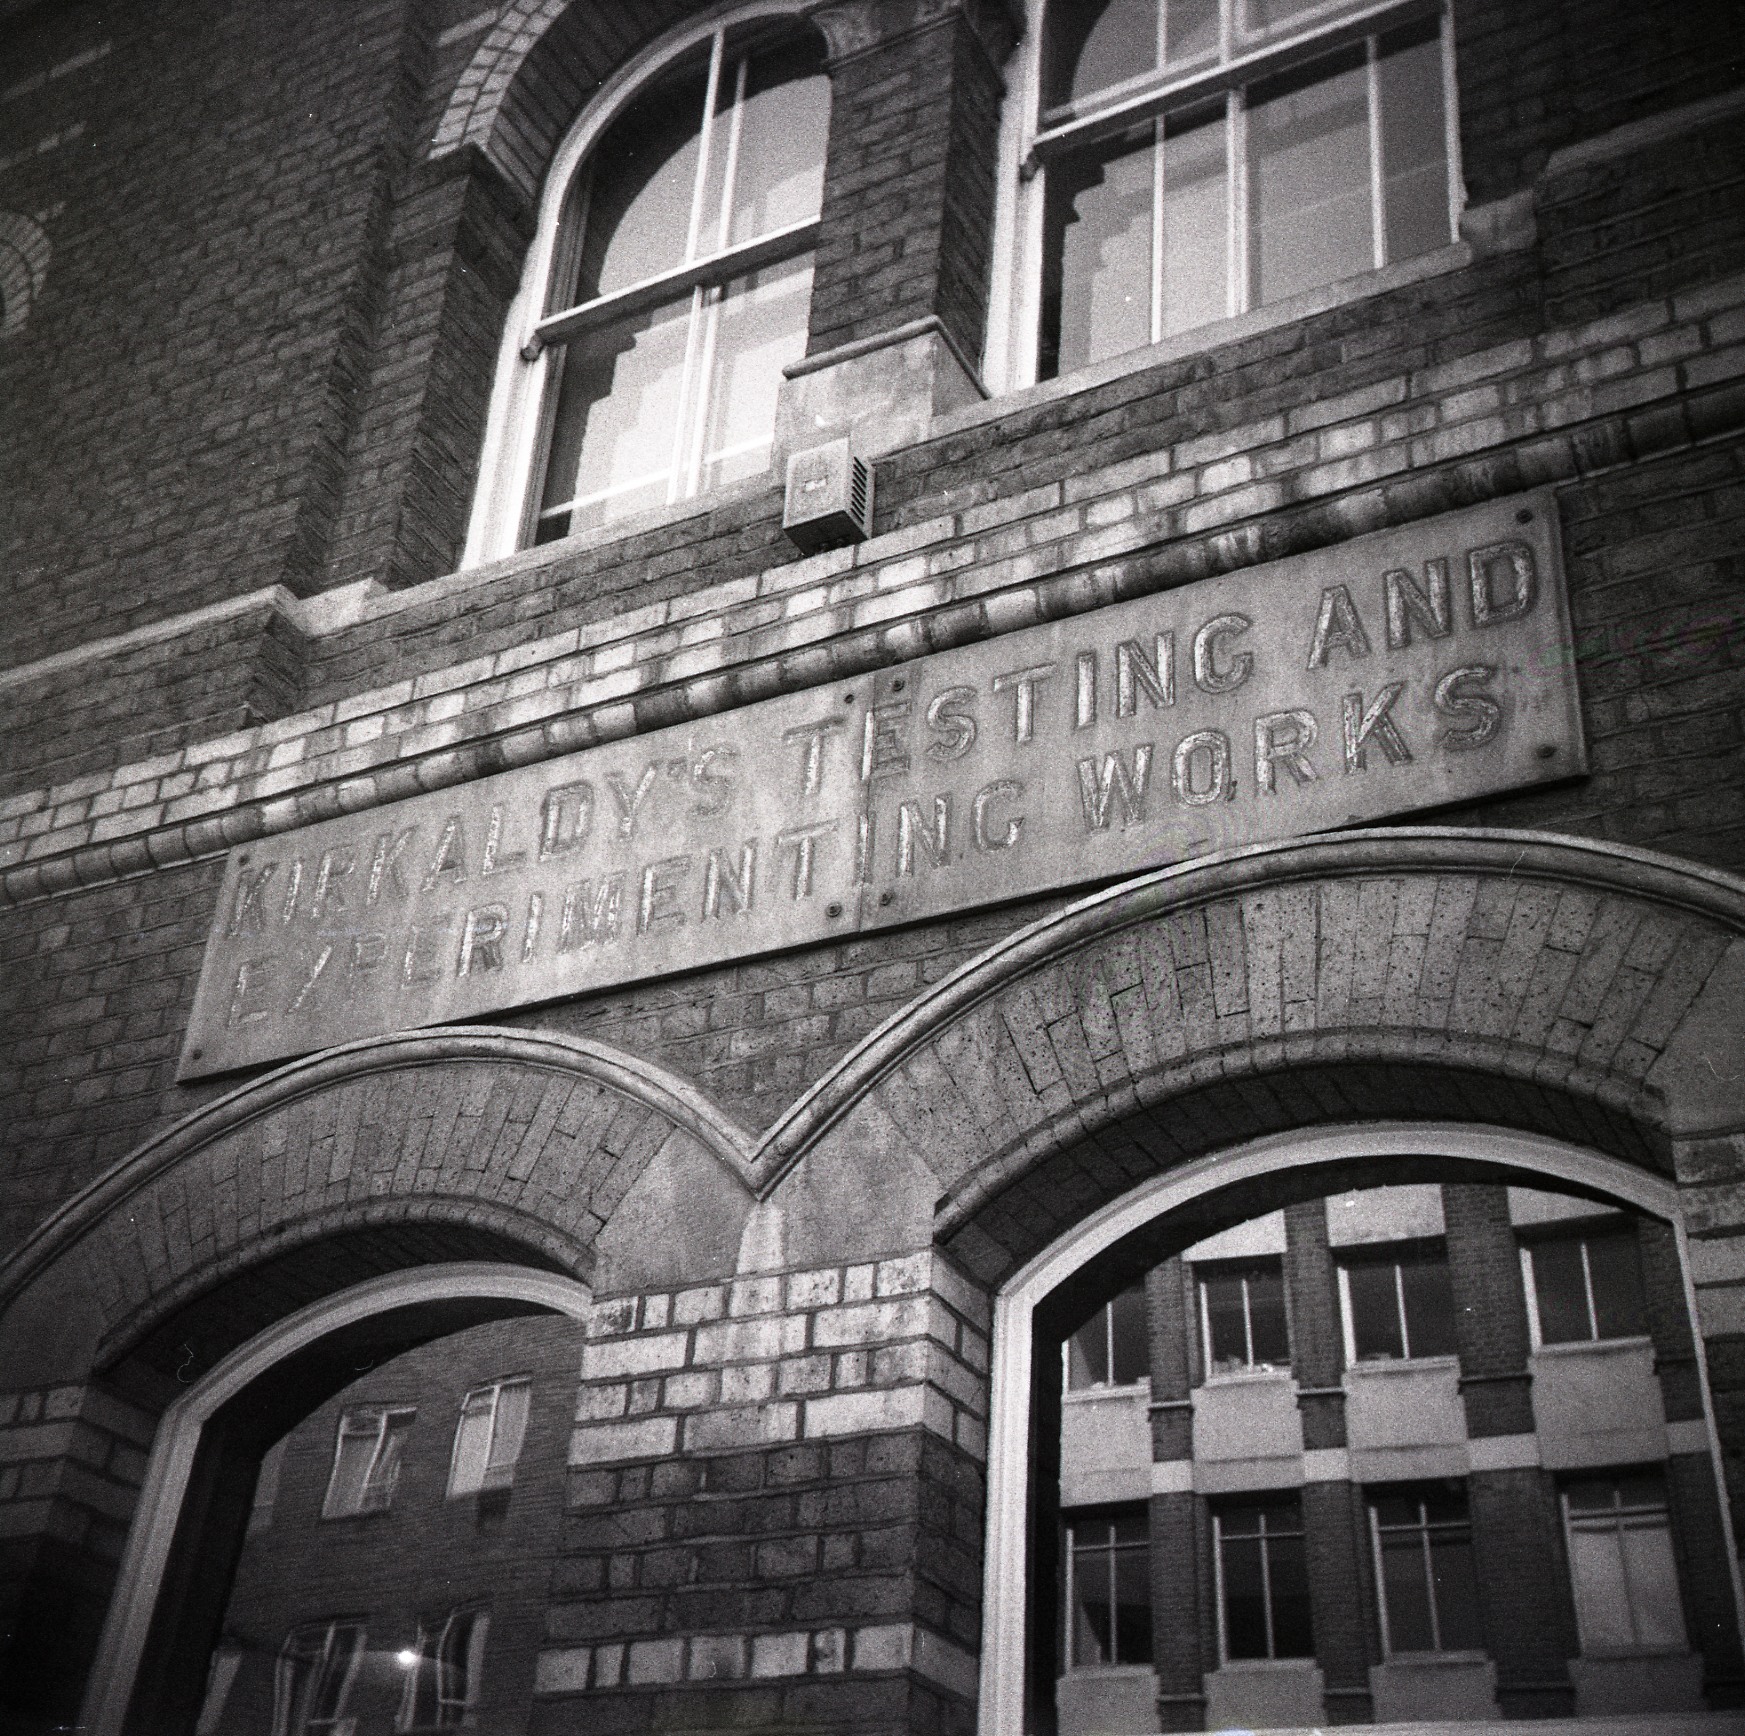 KIRKALDY'S TESTING AND
EXPERIMENTING WORKS